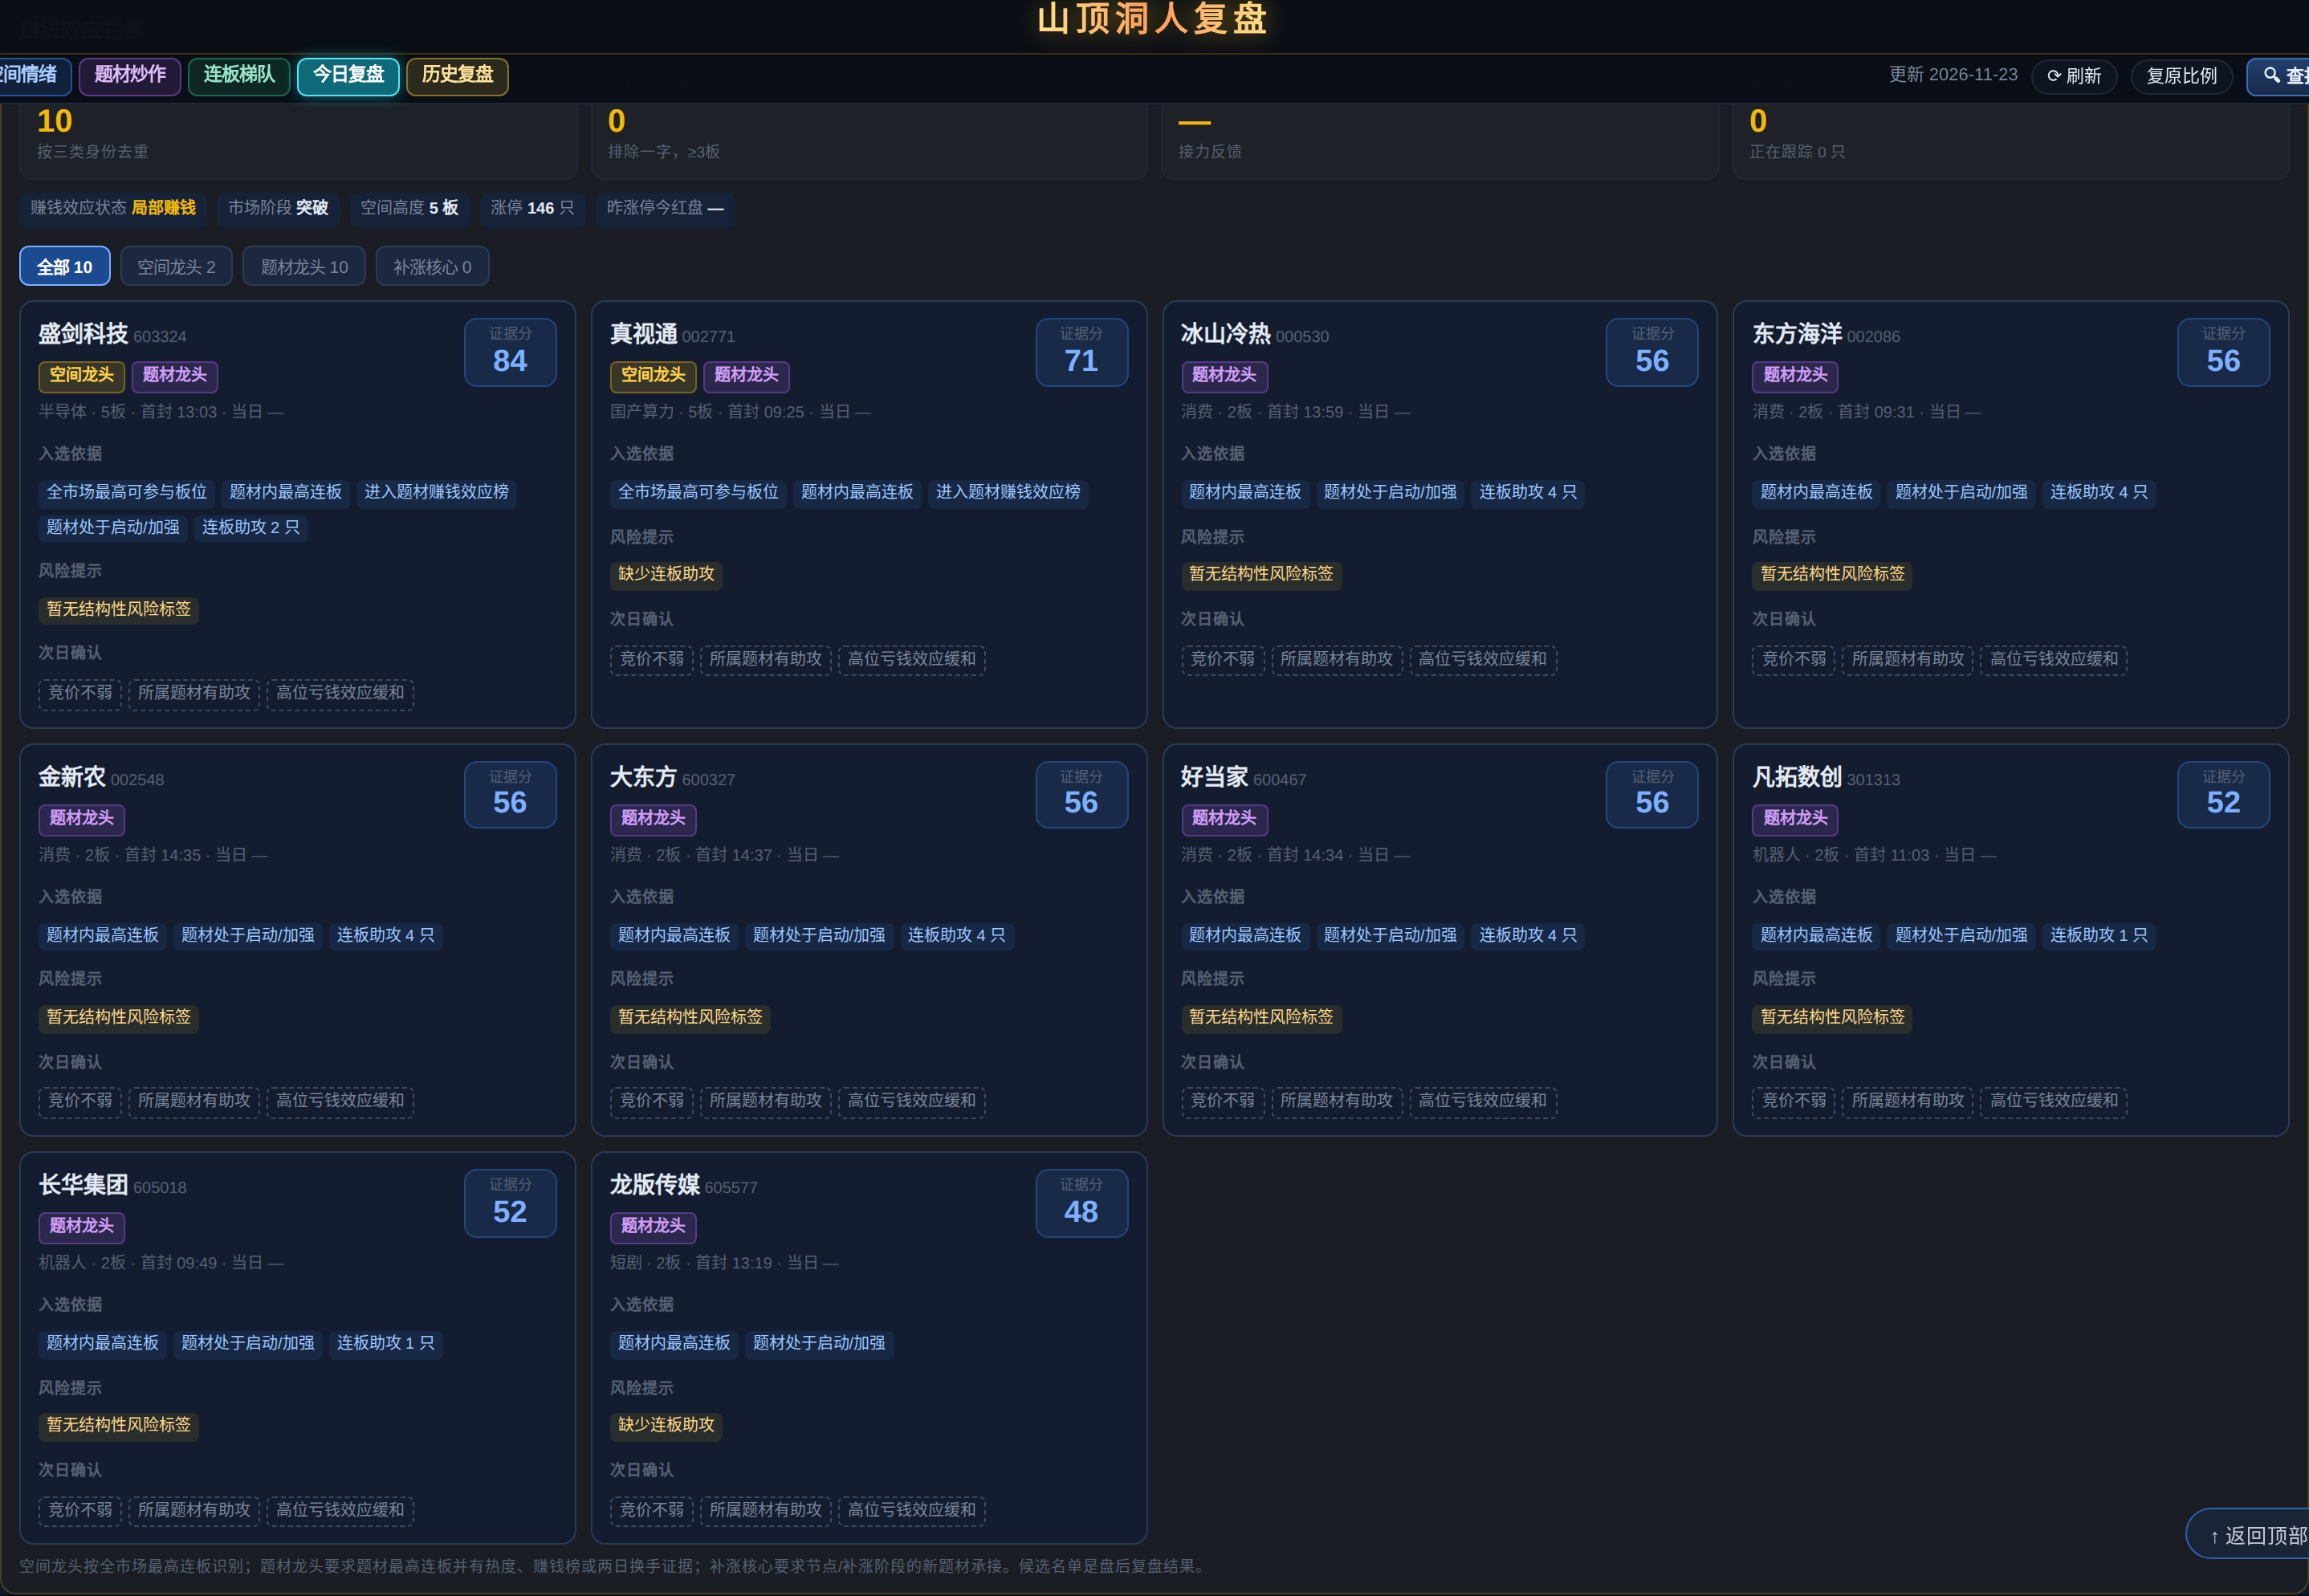 山顶洞人复盘
赚钱效应在哪
空间情绪 题材炒作 连板梯队 今日复盘 历史复盘 更新 2026-11-23 ⟳ 刷新 复原比例 🔍
10 0 — 0
按三类身份去重 排除一字，≥3板 接力反馈 正在跟踪 0 只
赚钱效应状态 局部赚钱 市场阶段 突破 空间高度 5 板 涨停 146 只 昨涨停今红盘 —
全部 10 空间龙头 2 题材龙头 10 补涨核心 0
盛剑科技 603324
证据分
84
空间龙头 题材龙头
半导体 · 5板 · 首封 13:03 · 当日 —
入选依据
全市场最高可参与板位 题材内最高连板 进入题材赚钱效应榜
题材处于启动/加强 连板助攻 2 只
风险提示
暂无结构性风险标签
次日确认
竞价不弱 所属题材有助攻 高位亏钱效应缓和
真视通 002771
证据分
71
空间龙头 题材龙头
国产算力 · 5板 · 首封 09:25 · 当日 —
入选依据
全市场最高可参与板位 题材内最高连板 进入题材赚钱效应榜
风险提示
缺少连板助攻
次日确认
竞价不弱 所属题材有助攻 高位亏钱效应缓和
冰山冷热 000530
证据分
56
题材龙头
消费 · 2板 · 首封 13:59 · 当日 —
入选依据
题材内最高连板 题材处于启动/加强 连板助攻 4 只
风险提示
暂无结构性风险标签
次日确认
竞价不弱 所属题材有助攻 高位亏钱效应缓和
东方海洋 002086
证据分
56
题材龙头
消费 · 2板 · 首封 09:31 · 当日 —
入选依据
题材内最高连板 题材处于启动/加强 连板助攻 4 只
风险提示
暂无结构性风险标签
次日确认
竞价不弱 所属题材有助攻 高位亏钱效应缓和
金新农 002548
证据分
56
题材龙头
消费 · 2板 · 首封 14:35 · 当日 —
入选依据
题材内最高连板 题材处于启动/加强 连板助攻 4 只
风险提示
暂无结构性风险标签
次日确认
竞价不弱 所属题材有助攻 高位亏钱效应缓和
大东方 600327
证据分
56
题材龙头
消费 · 2板 · 首封 14:37 · 当日 —
入选依据
题材内最高连板 题材处于启动/加强 连板助攻 4 只
风险提示
暂无结构性风险标签
次日确认
竞价不弱 所属题材有助攻 高位亏钱效应缓和
好当家 600467
证据分
56
题材龙头
消费 · 2板 · 首封 14:34 · 当日 —
入选依据
题材内最高连板 题材处于启动/加强 连板助攻 4 只
风险提示
暂无结构性风险标签
次日确认
竞价不弱 所属题材有助攻 高位亏钱效应缓和
凡拓数创 301313
证据分
52
题材龙头
机器人 · 2板 · 首封 11:03 · 当日 —
入选依据
题材内最高连板 题材处于启动/加强 连板助攻 1 只
风险提示
暂无结构性风险标签
次日确认
竞价不弱 所属题材有助攻 高位亏钱效应缓和
长华集团 605018
证据分
52
题材龙头
机器人 · 2板 · 首封 09:49 · 当日 —
入选依据
题材内最高连板 题材处于启动/加强 连板助攻 1 只
风险提示
暂无结构性风险标签
次日确认
竞价不弱 所属题材有助攻 高位亏钱效应缓和
龙版传媒 605577
证据分
48
题材龙头
短剧 · 2板 · 首封 13:19 · 当日 —
入选依据
题材内最高连板 题材处于启动/加强
风险提示
缺少连板助攻
次日确认
竞价不弱 所属题材有助攻 高位亏钱效应缓和
↑ 返回顶部
空间龙头按全市场最高连板识别；题材龙头要求题材最高连板并有热度、赚钱榜或两日换手证据；补涨核心要求节点/补涨阶段的新题材承接。候选名单是盘后复盘结果。